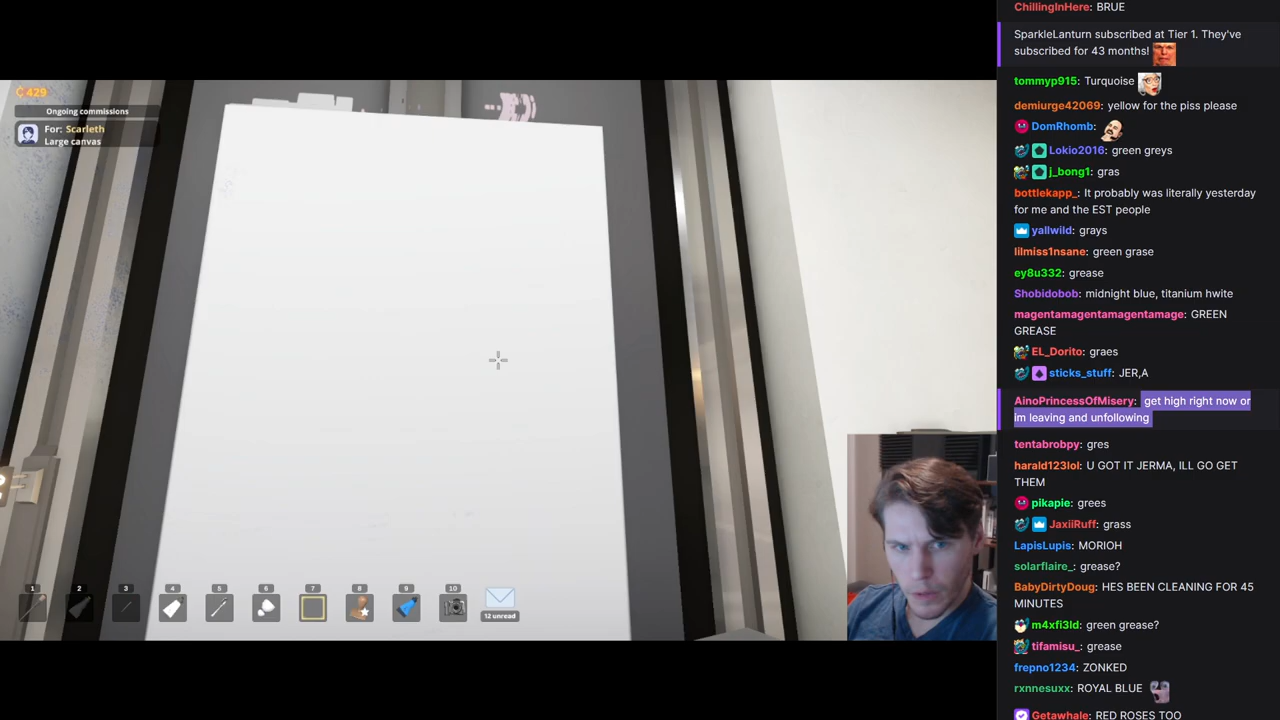 429
Ongoing commissions
For: Scarleth
Large canvas
1
2
3
4
5
6
7
8
9
10
12 unread
ChillingInHere: BRUE
SparkleLanturn subscribed at Tier 1. They've
subscribed for 43 months!
tommyp915: Turquoise
demiurge42069: yellow for the piss please
DomRhomb:
Lokio2016: green greys
j_bong1: gras
bottlekapp_: It probably was literally yesterday
for me and the EST people
yallwild: grays
lilmiss1nsane: green grase
ey8u332: grease
Shobidobob: midnight blue, titanium hwite
magentamagentamagentamage: GREEN
GREASE
EL_Dorito: graes
sticks_stuff: JER,A
AinoPrincessOfMisery: get high right now or
im leaving and unfollowing
tentabrobpy: gres
harald123lol: U GOT IT JERMA, ILL GO GET
THEM
pikapie: grees
JaxiiRuff: grass
LapisLupis: MORIOH
solarflaire_: grease?
BabyDirtyDoug: HES BEEN CLEANING FOR 45
MINUTES
m4xfi3ld: green grease?
tifamisu_: grease
frepno1234: ZONKED
rxnnesuxx: ROYAL BLUE
Getawhale: RED ROSES TOO